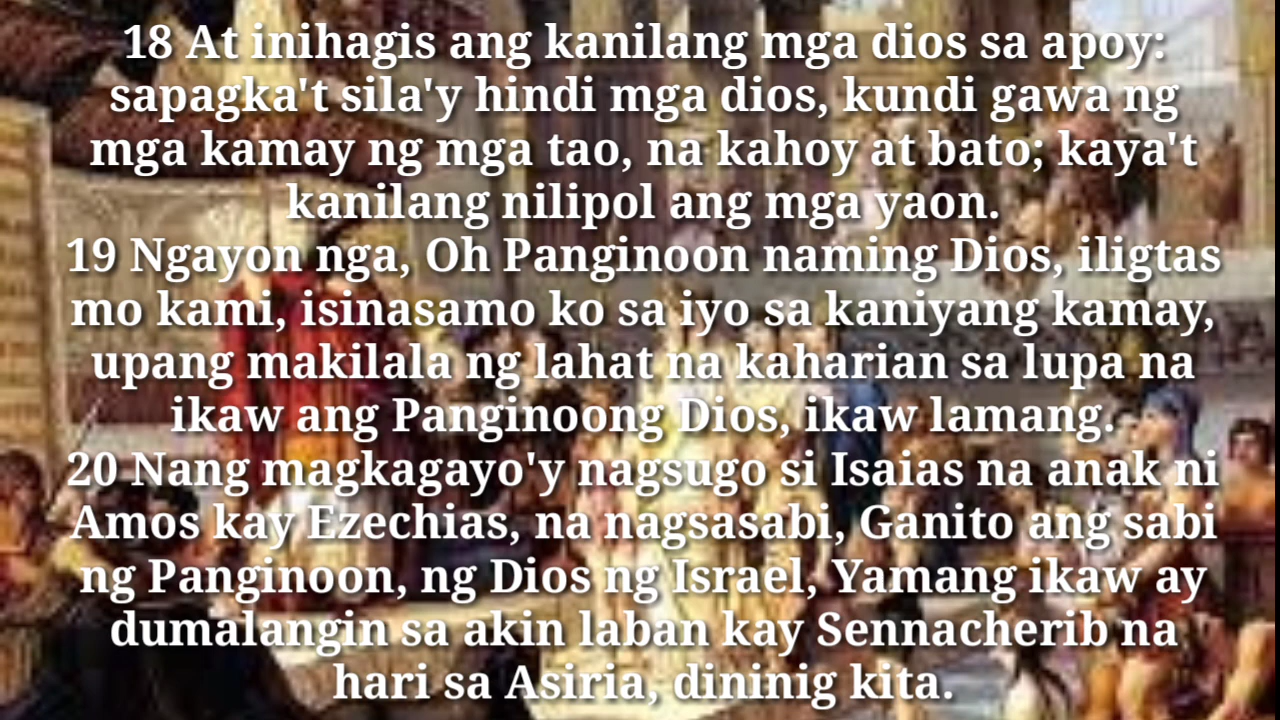 18 At inihagis ang kanilang mga dios sa apoy:
sapagka't sila'y hindi mga dios, kundi gawa ng
mga kamay ng mga tao, na kahoy at bato; kaya't
kanilang nilipol ang mga yaon.
19 Ngayon nga, Oh Panginoon naming Dios, iligtas
mo kami, isinasamo ko sa iyo sa kaniyang kamay,
upang makilala ng lahat na kaharian sa lupa na
ikaw ang Panginoong Dios, ikaw lamang.
20 Nang magkagayo'y nagsugo si Isaias na anak ni
Amos kay Ezechias, na nagsasabi, Ganito ang sabi
ng Panginoon, ng Dios ng Israel, Yamang ikaw ay
dumalangin sa akin laban kay Sennacherib na
hari sa Asiria, dininig kita.